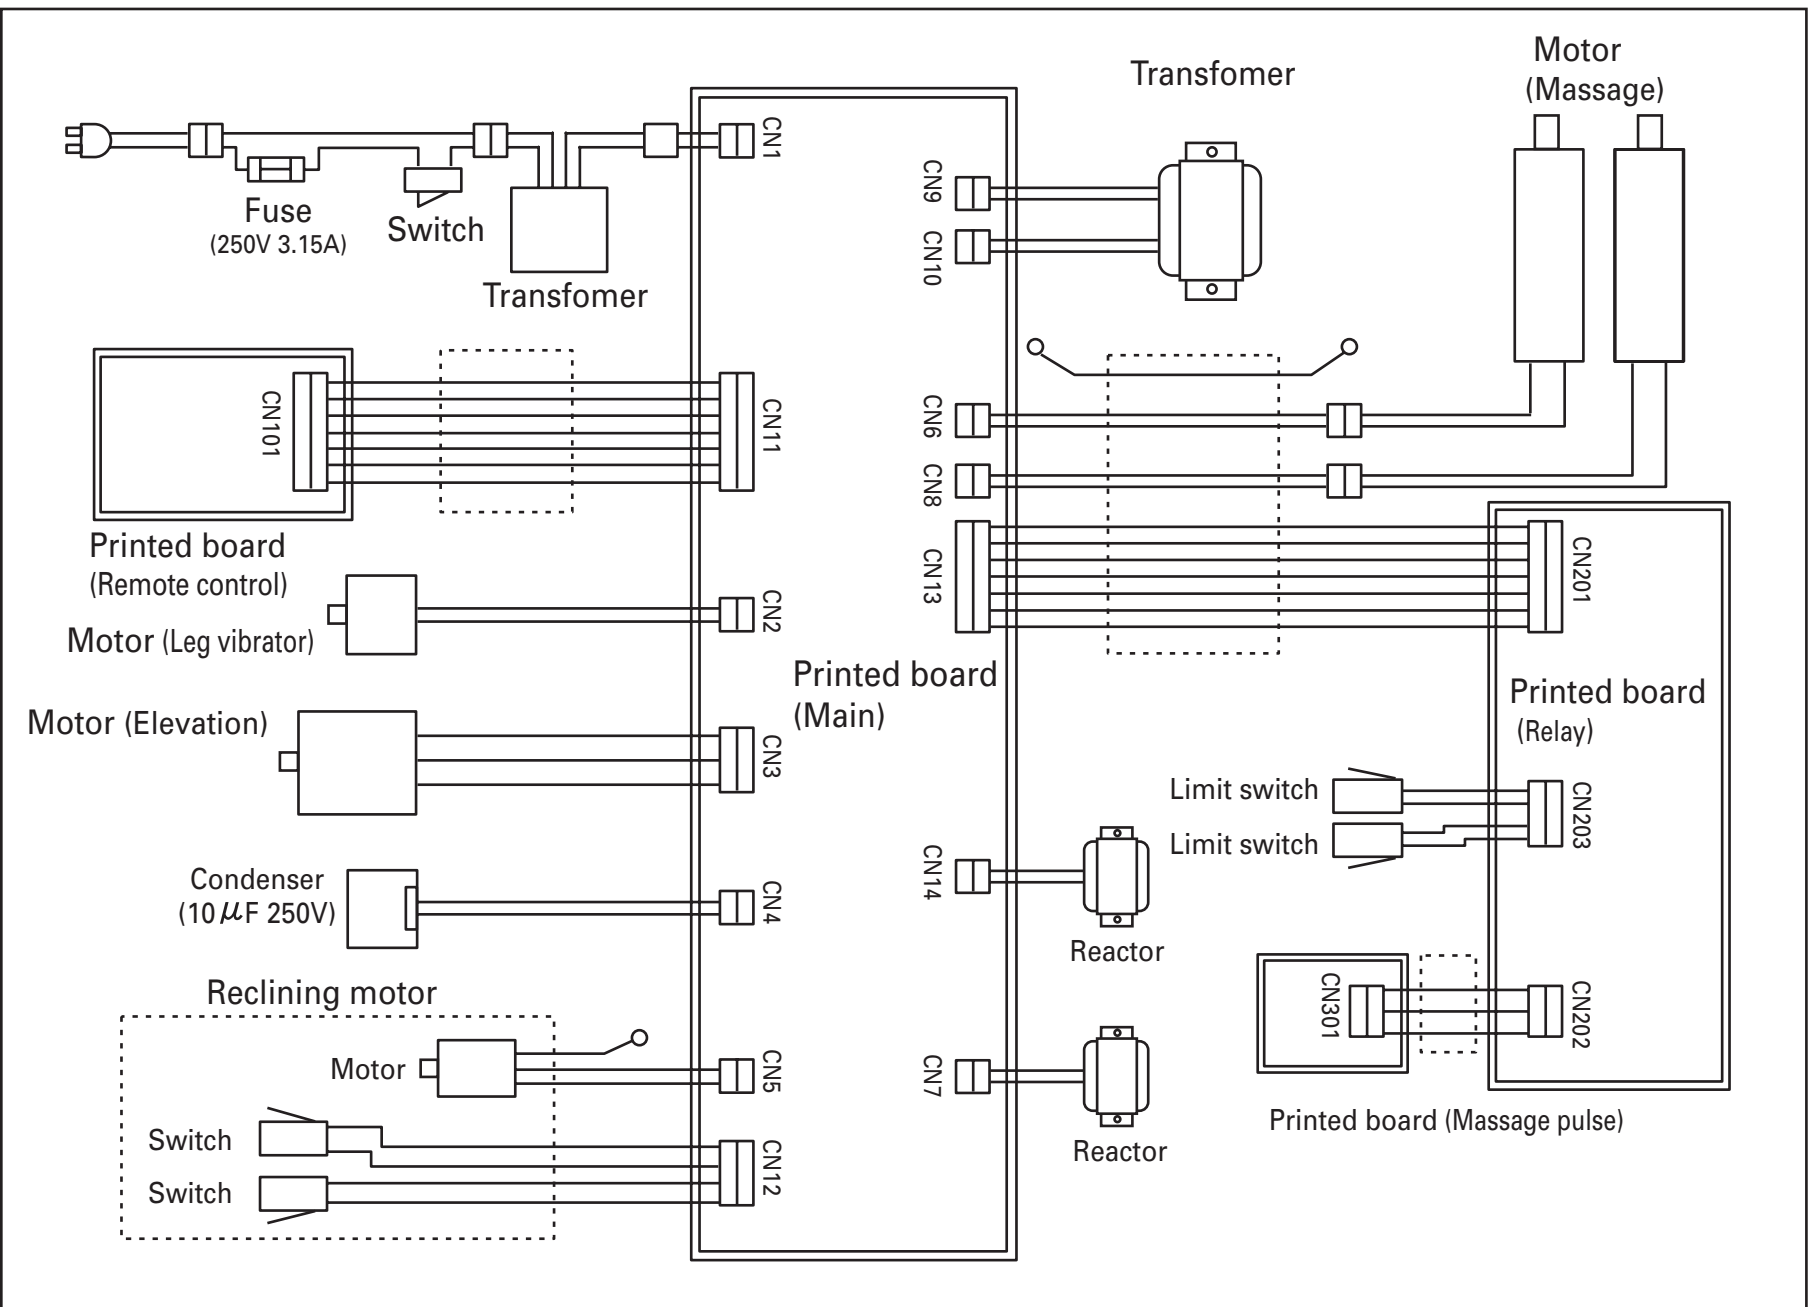 Transfomer
Motor
(Massage)
CN1
CN9
Fuse
(250V 3.15A)
Switch
CN10
Transfomer
CN101
CN11
CN6
CN8
Printed board
(Remote control)
CN13
CN201
Motor (Leg vibrator)
CN2
Printed board
(Main)
Motor (Elevation)
CN3
Printed board
(Relay)
Limit switch
Limit switch
CN203
Condenser
(10μF 250V)
CN4
CN14
Reactor
Reclining motor
CN301
CN202
Motor
CN5
CN7
Printed board (Massage pulse)
Switch
Switch
CN12
Reactor